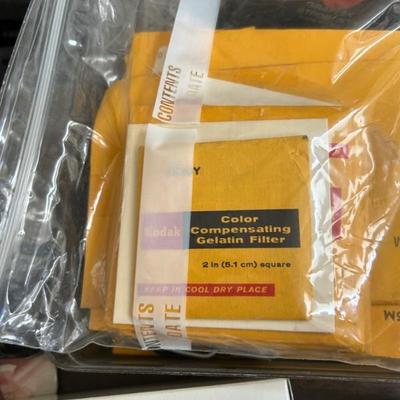 CONTENTS
DATE
Kodak
Color
Compensating
Gelatin Filter
2 in (5.1 cm) square
KEEP IN COOL DRY PLACE
DATE